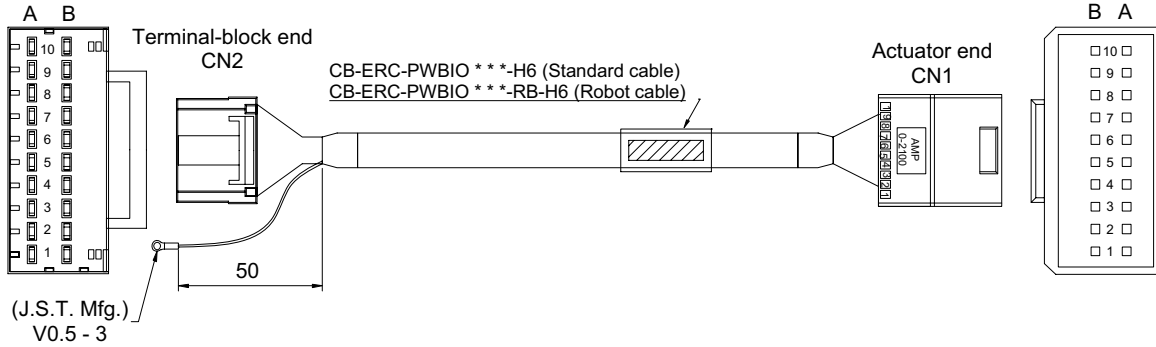 A B
10
9
8
7
6
5
4
3
2
1
Terminal-block end
CN2
CB-ERC-PWBIO * * *-H6 (Standard cable)
CB-ERC-PWBIO * * *-RB-H6 (Robot cable)
50
(J.S.T. Mfg.)
V0.5 - 3
Actuator end
CN1
AMP
0-2100
B A
10
9
8
7
6
5
4
3
2
1